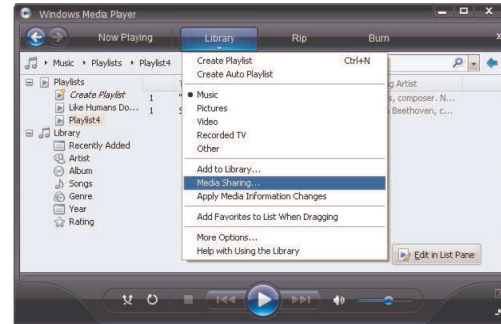 Windows Media Player
Now Playing Library Rip Burn
Music Playlists Playlist4
Playlists
Create Playlist
Like Humans Do...
Playlist4
Library
Recently Added
Artist
Album
Songs
Genre
Year
Rating
1
1
Create Playlist Ctrl+N
Create Auto Playlist
Music
Pictures
Video
Recorded TV
Other
Add to Library...
Media Sharing...
Apply Media Information Changes
Add Favorites to List When Dragging
More Options...
Help with Using the Library
g Artist
s, composer. N...
Beethoven, c...
Edit in List Pane